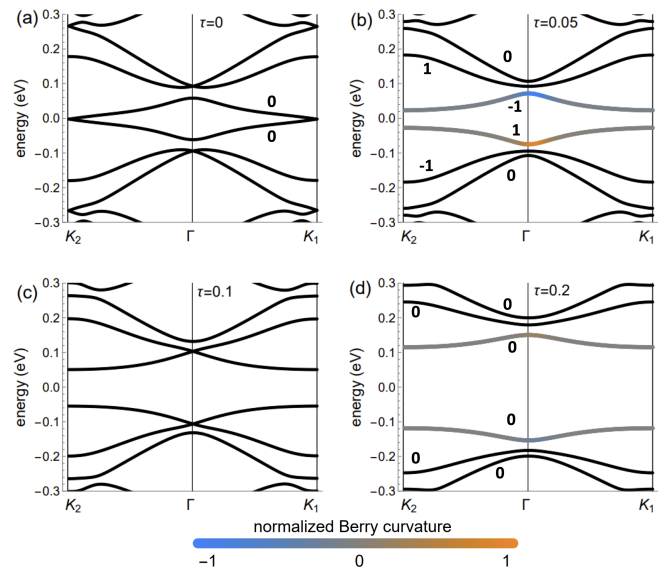 (a)
τ=0
0.3
0.2
0.1
0.0
−0.1
−0.2
−0.3
energy (eV)
0
0
K2
Γ
K1
(b)
τ=0.05
0.3
0.2
0.1
0.0
−0.1
−0.2
−0.3
energy (eV)
0
1
-1
1
-1
0
K2
Γ
K1
(c)
τ=0.1
0.3
0.2
0.1
0.0
−0.1
−0.2
−0.3
energy (eV)
K2
Γ
K1
(d)
τ=0.2
0.3
0.2
0.1
0.0
−0.1
−0.2
−0.3
energy (eV)
0
0
0
0
0
0
K2
Γ
K1
normalized Berry curvature
−1
0
1